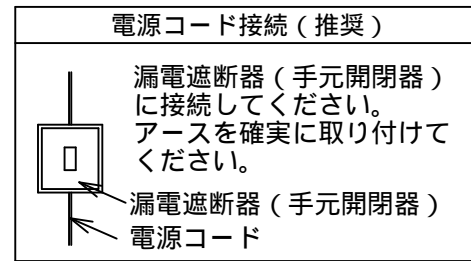 電源コード接続（推奨）
漏電遮断器（手元開閉器）
に接続してください。
アースを確実に取り付けて
ください。
漏電遮断器（手元開閉器）
電源コード